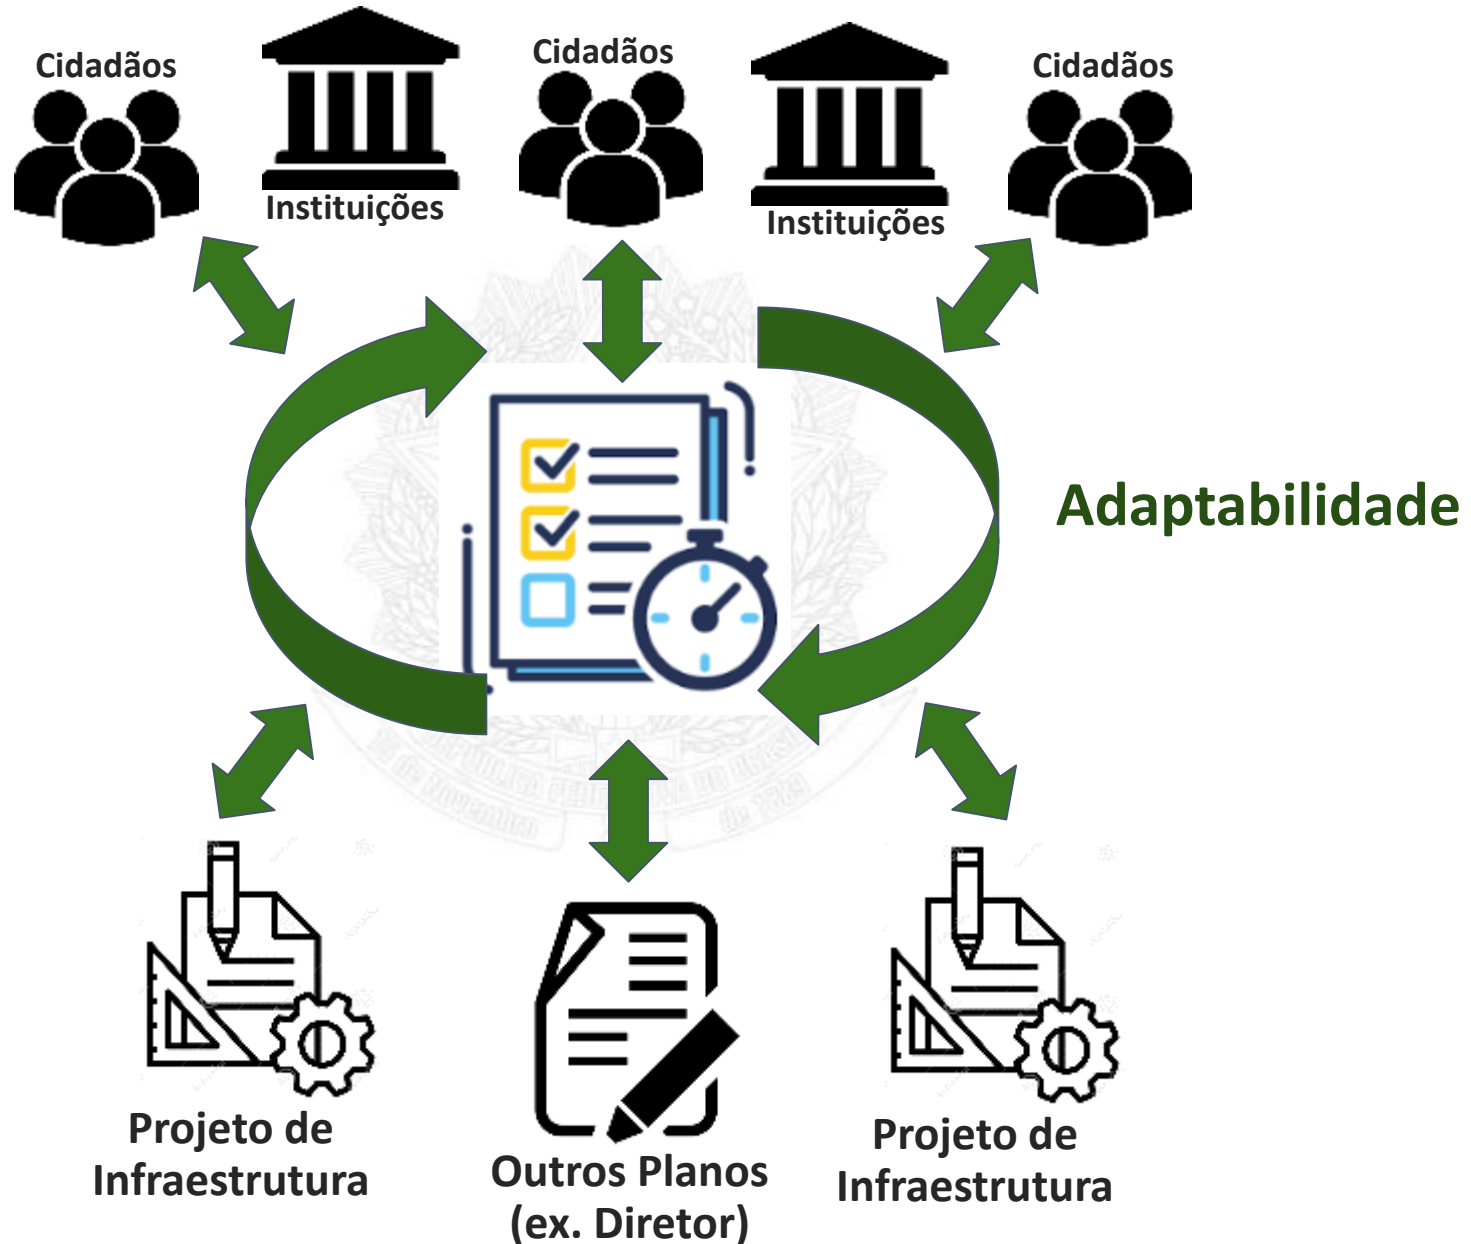 Cidadãos
Instituições
Cidadãos
Instituições
Cidadãos
Adaptabilidade
Projeto de
Infraestrutura
Outros Planos
(ex. Diretor)
Projeto de
Infraestrutura